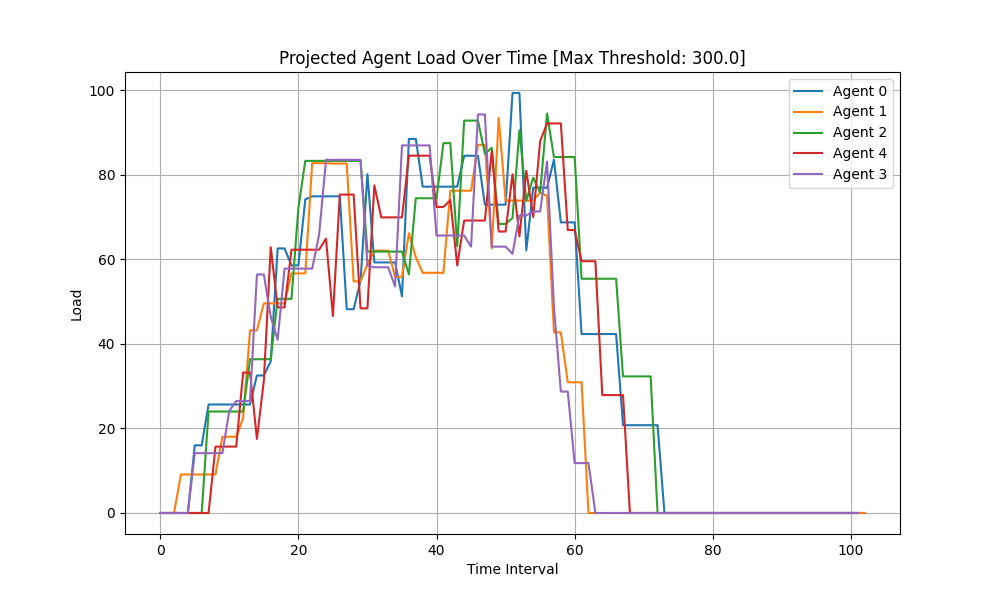 Projected Agent Load Over Time [Max Threshold: 300.0]
Agent 0
Agent 1
Agent 2
Agent 4
Agent 3
100
80
60
40
20
0
Load
0 20 40 60 80 100
Time Interval